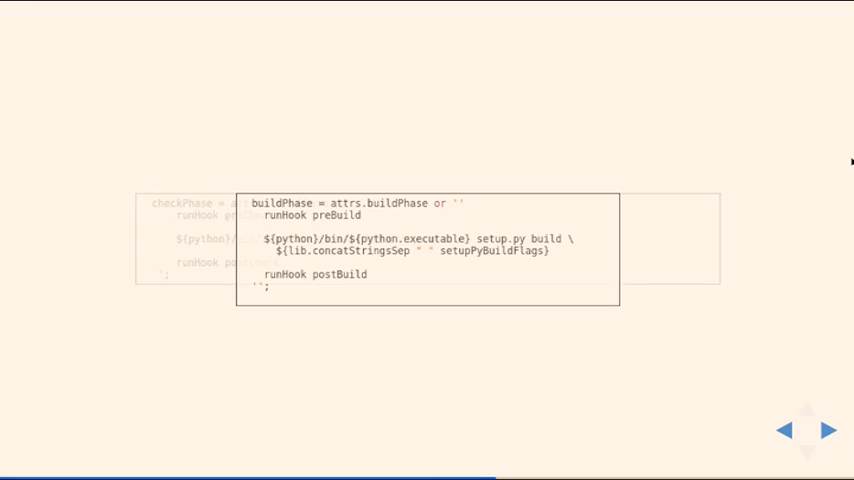 buildPhase = attrs.buildPhase or ''
runHook preBuild
${python}/bin/${python.executable} setup.py build \
${lib.concatStringsSep " " setupPyBuildFlags}
runHook postBuild
'';
checkPhase =
runHook
${python}/
runHook
'';